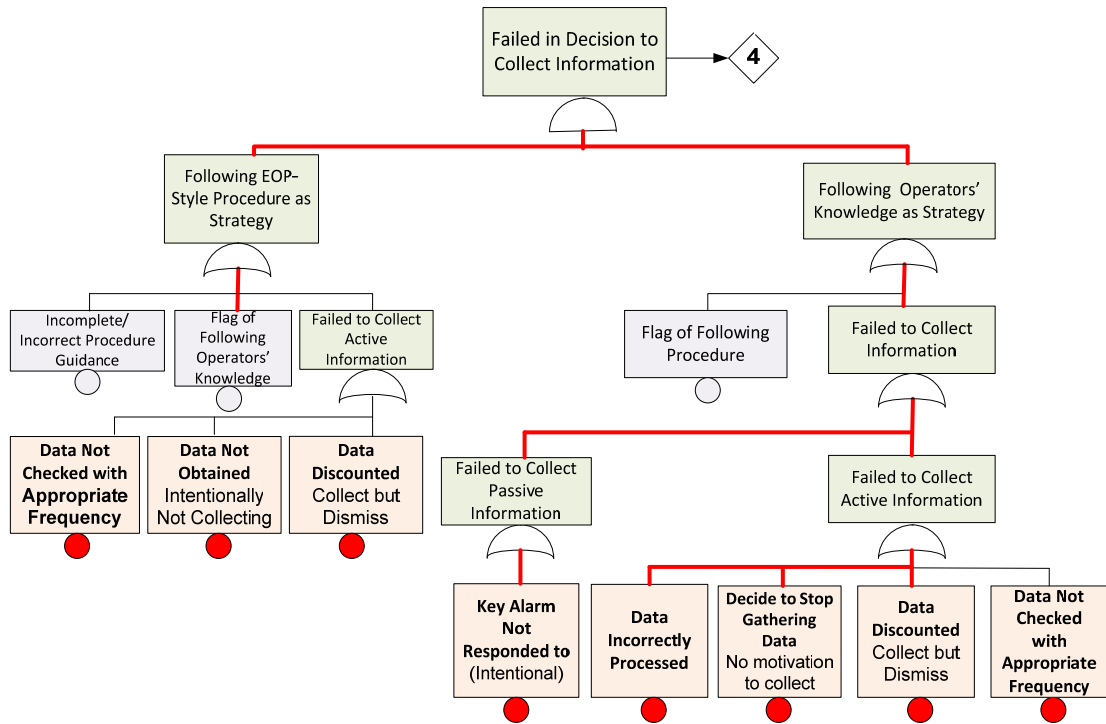 Failed in Decision to
Collect Information
4
Following EOP-
Style Procedure as
Strategy
Following Operators'
Knowledge as Strategy
Incomplete/
Incorrect Procedure
Guidance
Flag of
Following
Operators'
Knowledge
Failed to Collect
Active
Information
Flag of Following
Procedure
Failed to Collect
Information
Data Not
Checked with
Appropriate
Frequency
Data Not
Obtained
Intentionally
Not Collecting
Data
Discounted
Collect but
Dismiss
Failed to Collect
Passive
Information
Failed to Collect
Active Information
Key Alarm
Not
Responded to
(Intentional)
Data
Incorrectly
Processed
Decide to Stop
Gathering
Data
No motivation
to collect
Data
Discounted
Collect but
Dismiss
Data Not
Checked
with
Appropriate
Frequency